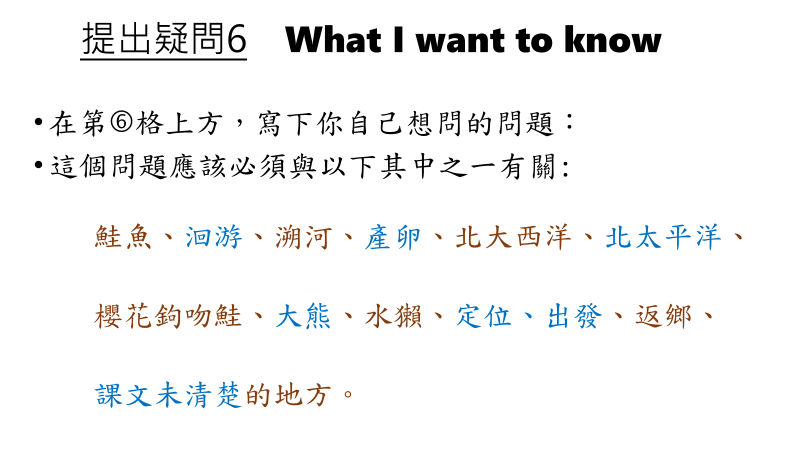 提出疑問6 What I want to know
•在第⑥格上方，寫下你自己想問的問題：
•這個問題應該必須與以下其中之一有關:
鮭魚、洄游、溯河、產卵、北大西洋、北太平洋、
櫻花鉤吻鮭、大熊、水獺、定位、出發、返鄉、
課文未清楚的地方。